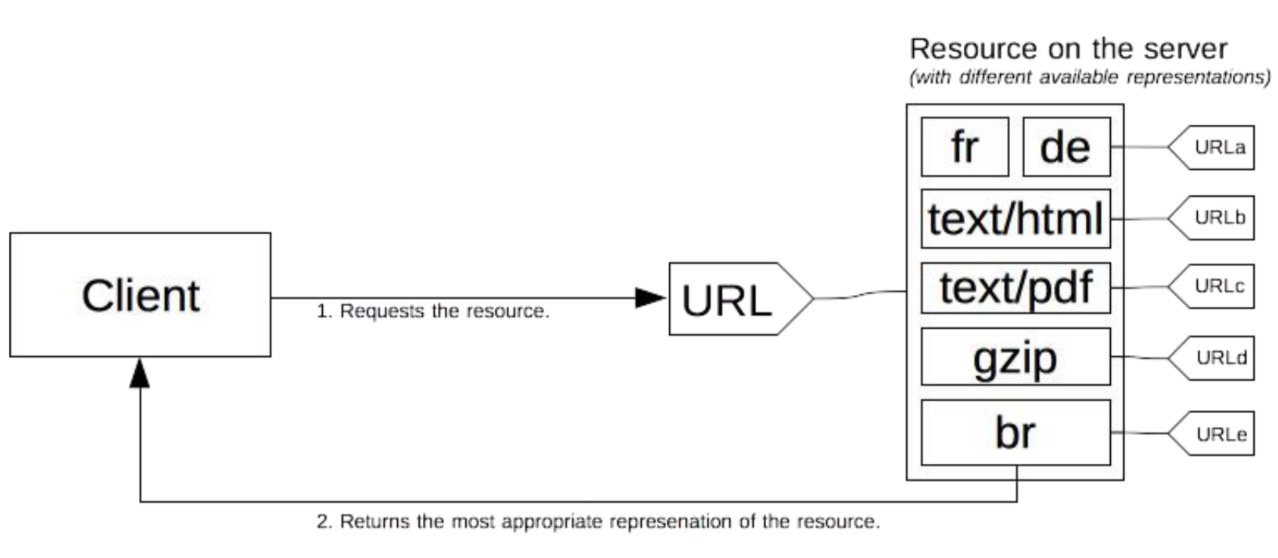 Resource on the server
(with different available representations)
fr de URLa
text/html URLb
Client 1. Requests the resource. URL text/pdf URLc
gzip URLd
br URLe
2. Returns the most appropriate represenation of the resource.